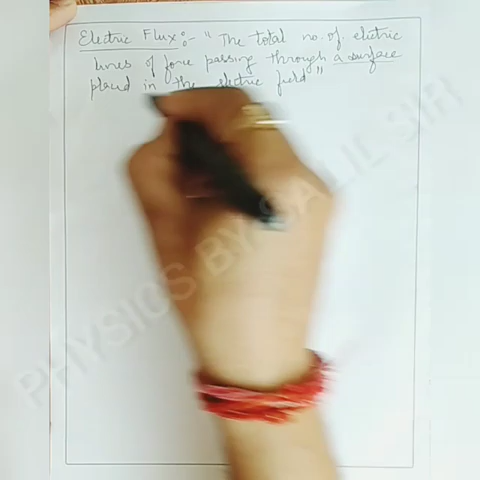 Electric Flux :- " The total no. of eletric
lines of force passing through a surface
placed in the electric field "
PHYSICS BY SALIL SIR